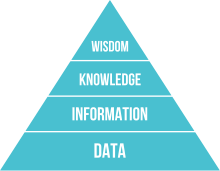 WISDOM
KNOWLEDGE
INFORMATION
DATA